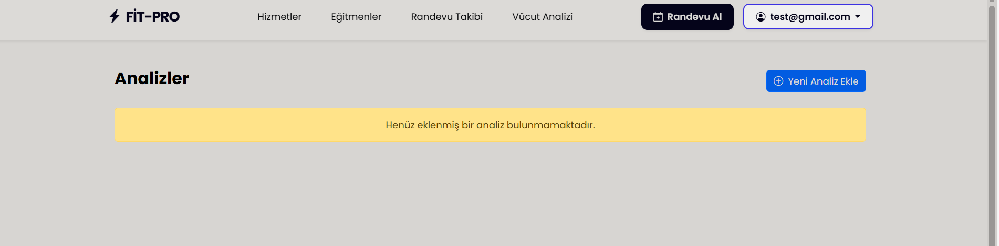 FİT-PRO Hizmetler Eğitmenler Randevu Takibi Vücut Analizi Randevu Al test@gmail.com
Analizler Yeni Analiz Ekle
Henüz eklenmiş bir analiz bulunmamaktadır.